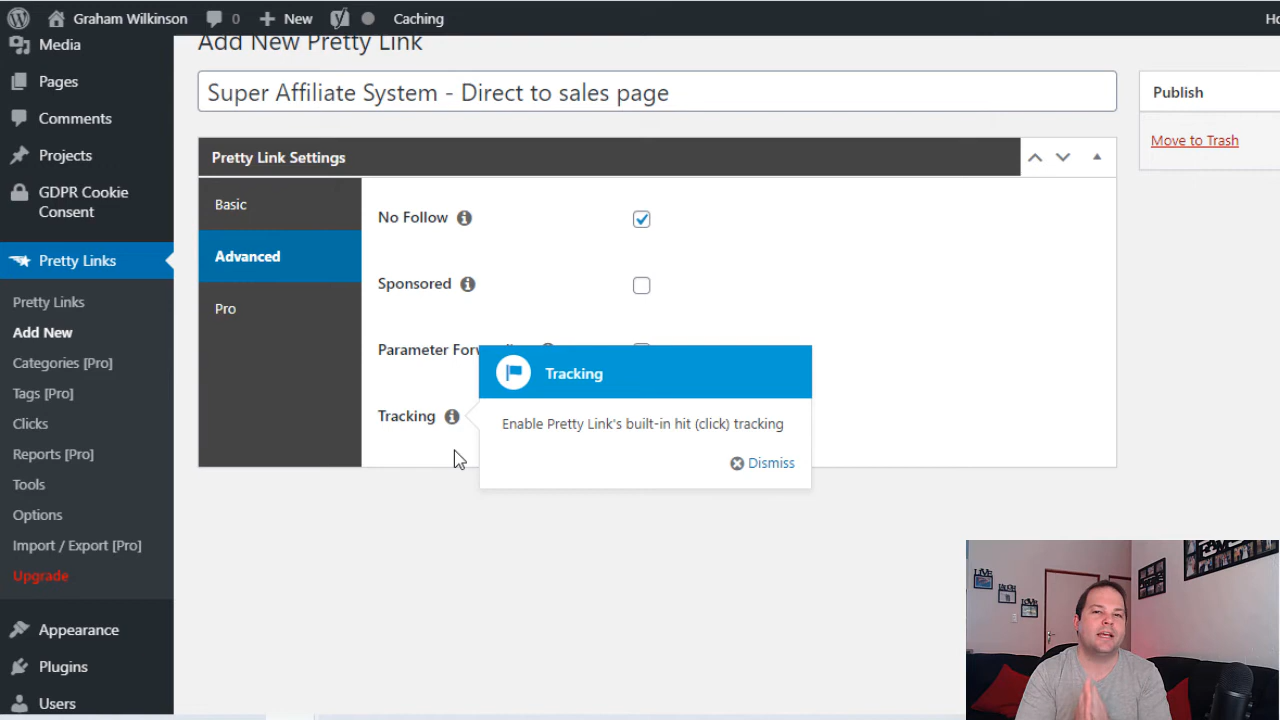 Graham Wilkinson
0
New
Caching
Ho
Media
Pages
Comments
Projects
GDPR Cookie
Consent
Pretty Links
Pretty Links
Add New
Categories [Pro]
Tags [Pro]
Clicks
Reports [Pro]
Tools
Options
Import / Export [Pro]
Upgrade
Appearance
Plugins
Users
Add New Pretty Link
Super Affiliate System - Direct to sales page
Pretty Link Settings
Basic
Advanced
Pro
No Follow
Sponsored
Parameter Forw
Tracking
Tracking
Enable Pretty Link's built-in hit (click) tracking
Dismiss
Publish
Move to Trash
LIVE